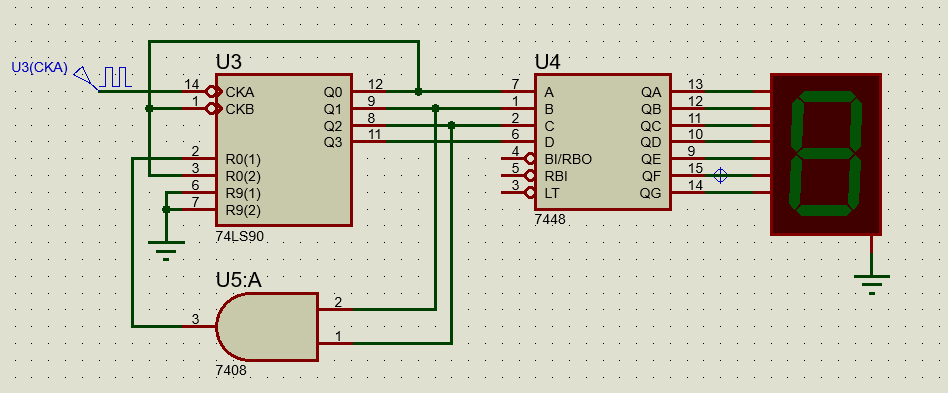 U3
U4
U3(CKA)
14 CKA Q0 12
1 CKB Q1 9
Q2 8
Q3 11
2 R0(1)
3 R0(2)
6 R9(1)
7 R9(2)
74LS90
7 A QA 13
1 B QB 12
2 C QC 11
6 D QD 10
4 BI/RBO QE 9
5 RBI QF 15
3 LT QG 14
7448
U5:A
3
2
1
7408